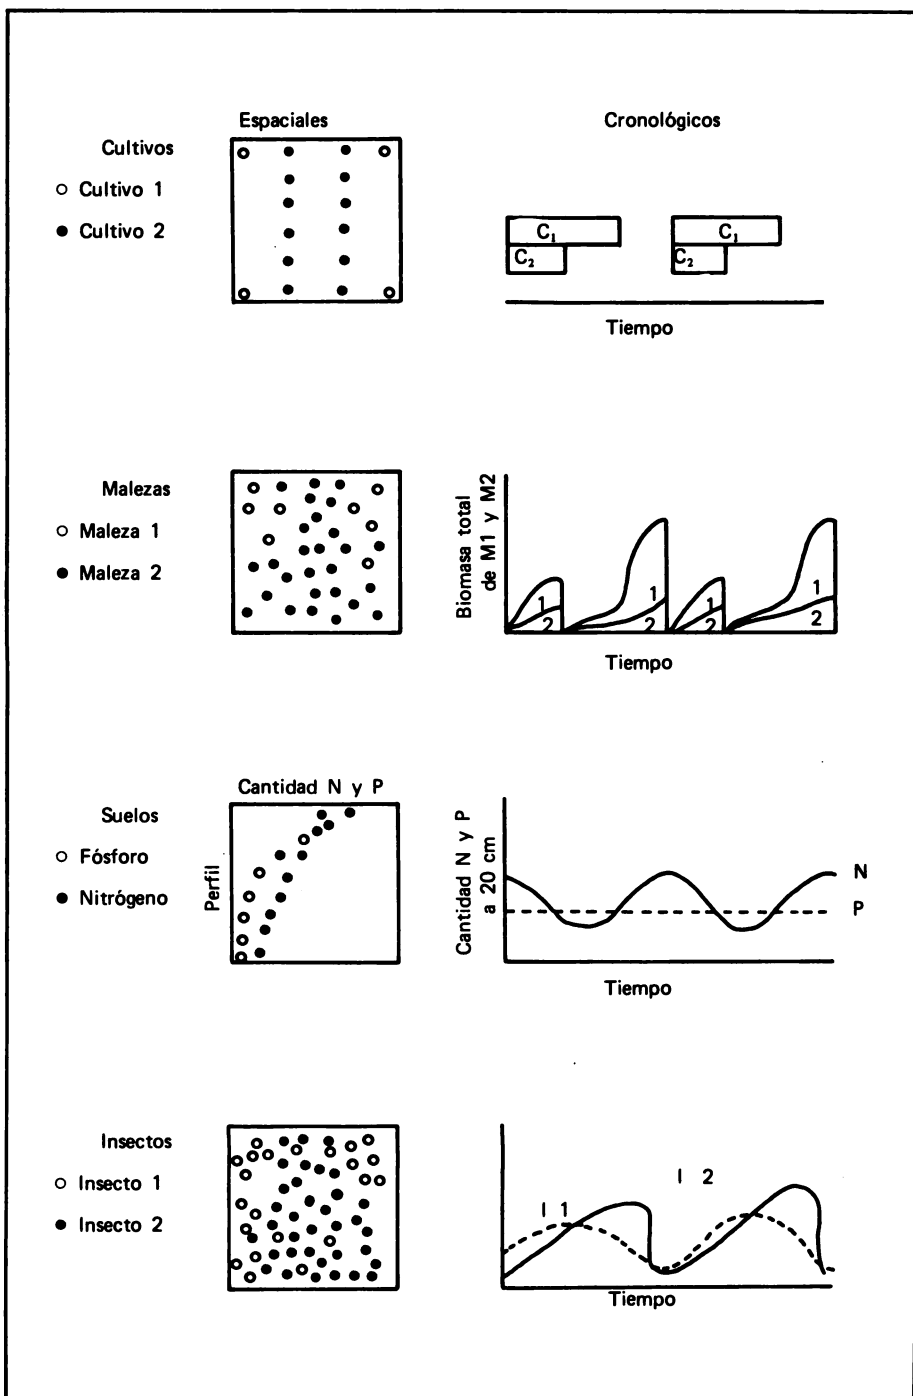 Espaciales
Cronológicos
Cultivos
○ Cultivo 1
● Cultivo 2
C₁
C₂
C₁
C₂
Tiempo
Malezas
○ Maleza 1
● Maleza 2
Biomasa total
de M1 y M2
1
2
1
2
1
2
1
2
Tiempo
Suelos
○ Fósforo
● Nitrógeno
Cantidad N y P
Perfil
Cantidad N y P
a 20 cm
N
P
Tiempo
Insectos
○ Insecto 1
● Insecto 2
I 1
I 2
Tiempo